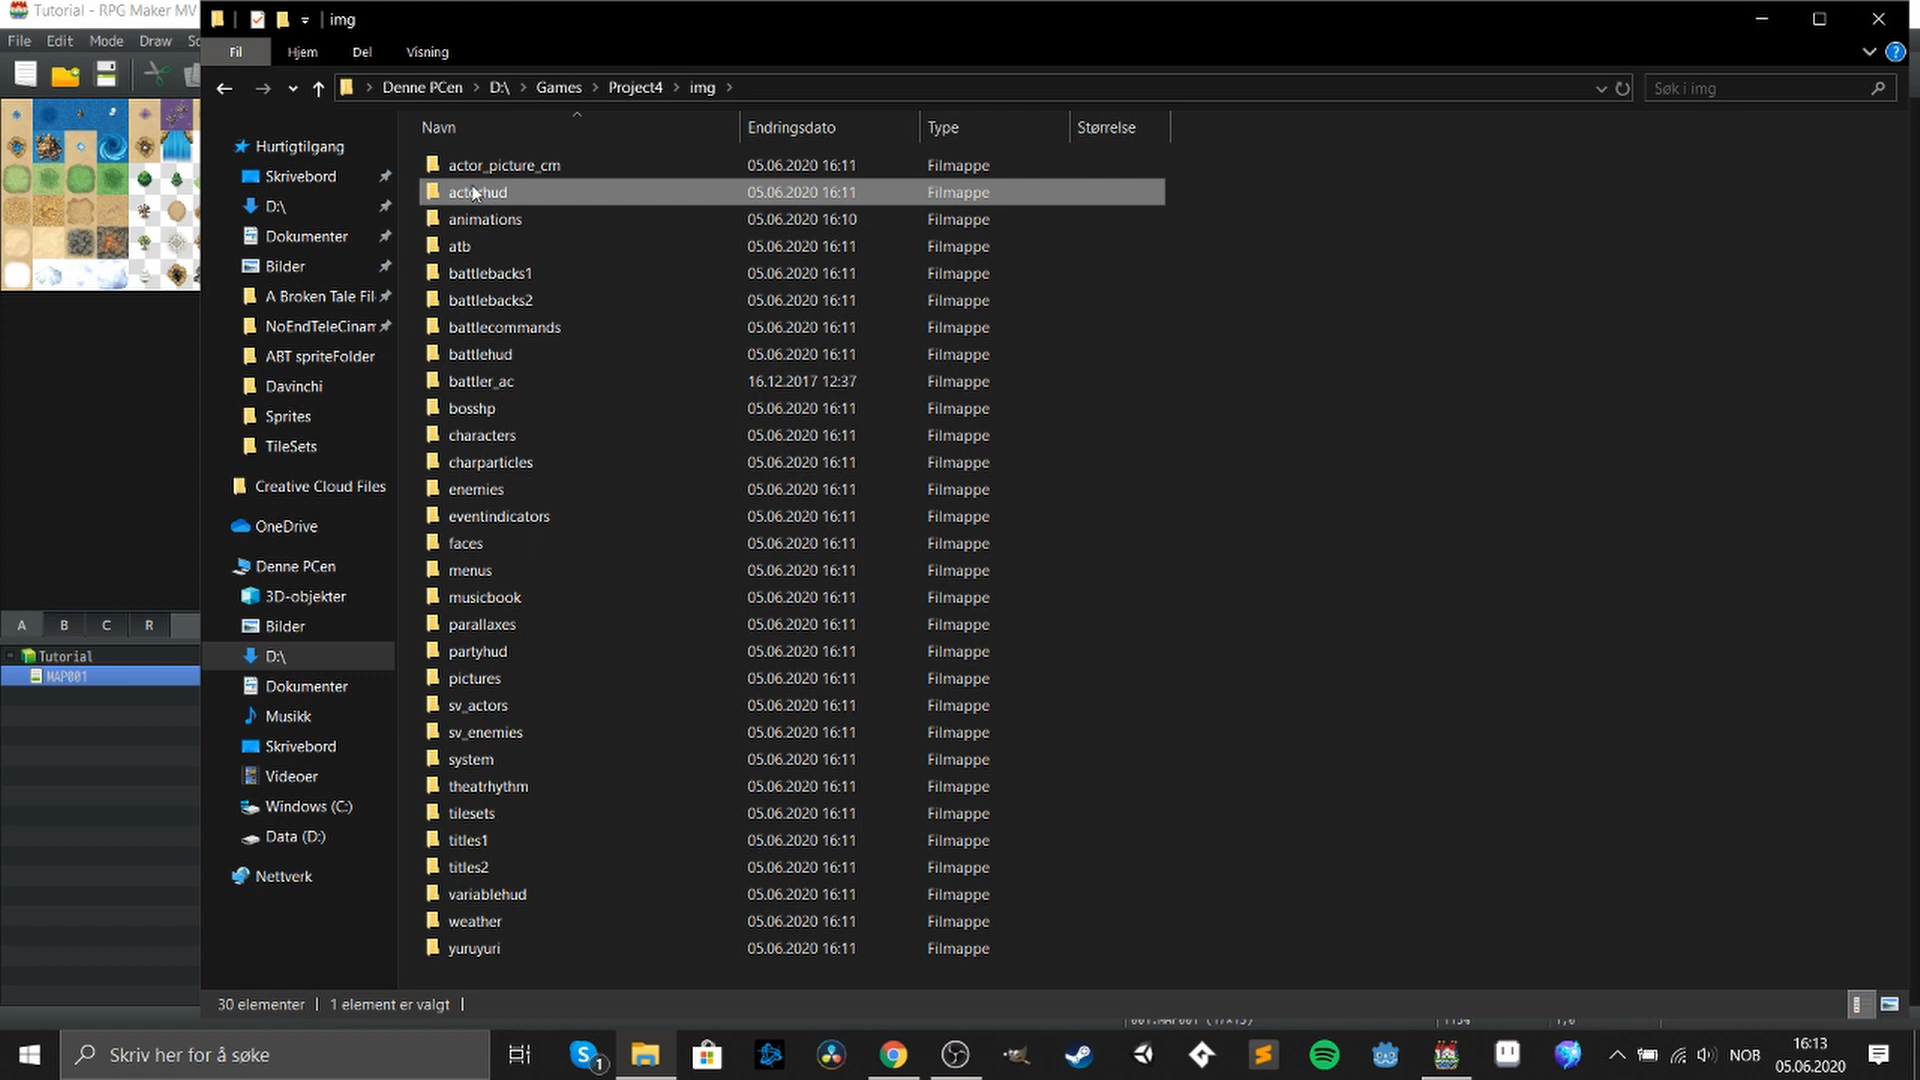 Tutorial - RPG Maker MV
File Edit Mode Draw
img
Fil Hjem Del Visning
Denne PCen > D:\ > Games > Project4 > img >
Søk i img
Navn Endringsdato Type Størrelse
Hurtigtilgang
Skrivebord
D:\
Dokumenter
Bilder
A Broken Tale Fil
NoEndTeleCinam
ABT spriteFolder
Davinchi
Sprites
TileSets
Creative Cloud Files
OneDrive
Denne PCen
3D-objekter
Bilder
D:\
Dokumenter
Musikk
Skrivebord
Videoer
Windows (C:)
Data (D:)
Nettverk
actor_picture_cm 05.06.2020 16:11 Filmappe
actorhud 05.06.2020 16:11 Filmappe
animations 05.06.2020 16:10 Filmappe
atb 05.06.2020 16:11 Filmappe
battlebacks1 05.06.2020 16:11 Filmappe
battlebacks2 05.06.2020 16:11 Filmappe
battlecommands 05.06.2020 16:11 Filmappe
battlehud 05.06.2020 16:11 Filmappe
battler_ac 16.12.2017 12:37 Filmappe
bosshp 05.06.2020 16:11 Filmappe
characters 05.06.2020 16:11 Filmappe
charparticles 05.06.2020 16:11 Filmappe
enemies 05.06.2020 16:11 Filmappe
eventindicators 05.06.2020 16:11 Filmappe
faces 05.06.2020 16:11 Filmappe
menus 05.06.2020 16:11 Filmappe
musicbook 05.06.2020 16:11 Filmappe
parallaxes 05.06.2020 16:11 Filmappe
partyhud 05.06.2020 16:11 Filmappe
pictures 05.06.2020 16:11 Filmappe
sv_actors 05.06.2020 16:11 Filmappe
sv_enemies 05.06.2020 16:11 Filmappe
system 05.06.2020 16:11 Filmappe
theatrhythm 05.06.2020 16:11 Filmappe
tilesets 05.06.2020 16:11 Filmappe
titles1 05.06.2020 16:11 Filmappe
titles2 05.06.2020 16:11 Filmappe
variablehud 05.06.2020 16:11 Filmappe
weather 05.06.2020 16:11 Filmappe
yuruyuri 05.06.2020 16:11 Filmappe
A B C R
Tutorial
MAP001
30 elementer | 1 element er valgt |
Skriv her for å søke
NOB
16:13
05.06.2020